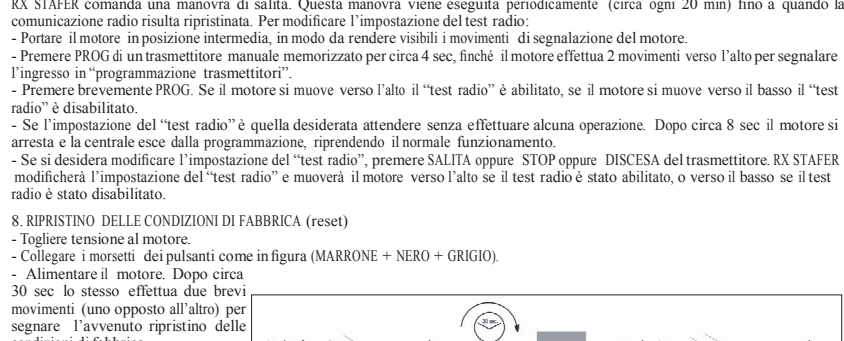 RX STAFER comanda una manovra di salita. Questa manovra viene eseguita periodicamente (circa ogni 20 min) fino a quando la
comunicazione radio risulta ripristinata. Per modificare l'impostazione del test radio:
- Portare il motore in posizione intermedia, in modo da rendere visibili i movimenti di segnalazione del motore.
- Premere PROG di un trasmettitore manuale memorizzato per circa 4 sec, finché il motore effettua 2 movimenti verso l'alto per segnalare
l'ingresso in “programmazione trasmettitori”.
- Premere brevemente PROG. Se il motore si muove verso l'alto il “test radio” è abilitato, se il motore si muove verso il basso il “test
radio” è disabilitato.
- Se l'impostazione del “test radio” è quella desiderata attendere senza effettuare alcuna operazione. Dopo circa 8 sec il motore si
arresta e la centrale esce dalla programmazione, riprendendo il normale funzionamento.
- Se si desidera modificare l'impostazione del “test radio”, premere SALITA oppure STOP oppure DISCESA del trasmettitore. RX STAFER
modificherà l'impostazione del “test radio” e muoverà il motore verso l'alto se il test radio è stato abilitato, o verso il basso se il test
radio è stato disabilitato.
8. RIPRISTINO DELLE CONDIZIONI DI FABBRICA (reset)
- Togliere tensione al motore.
- Collegare i morsetti dei pulsanti come in figura (MARRONE + NERO + GRIGIO).
- Alimentare il motore. Dopo circa
30 sec lo stesso effettua due brevi
movimenti (uno opposto all'altro) per
segnare l'avvenuto ripristino delle
condizioni di fabbrica
30 sec.